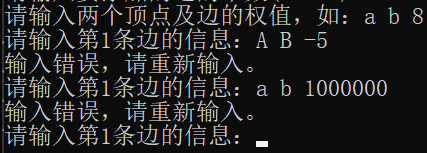 请输入两个顶点及边的权值，如：a b 8
请输入第1条边的信息：A B -5
输入错误，请重新输入。
请输入第1条边的信息：a b 1000000
输入错误，请重新输入。
请输入第1条边的信息：